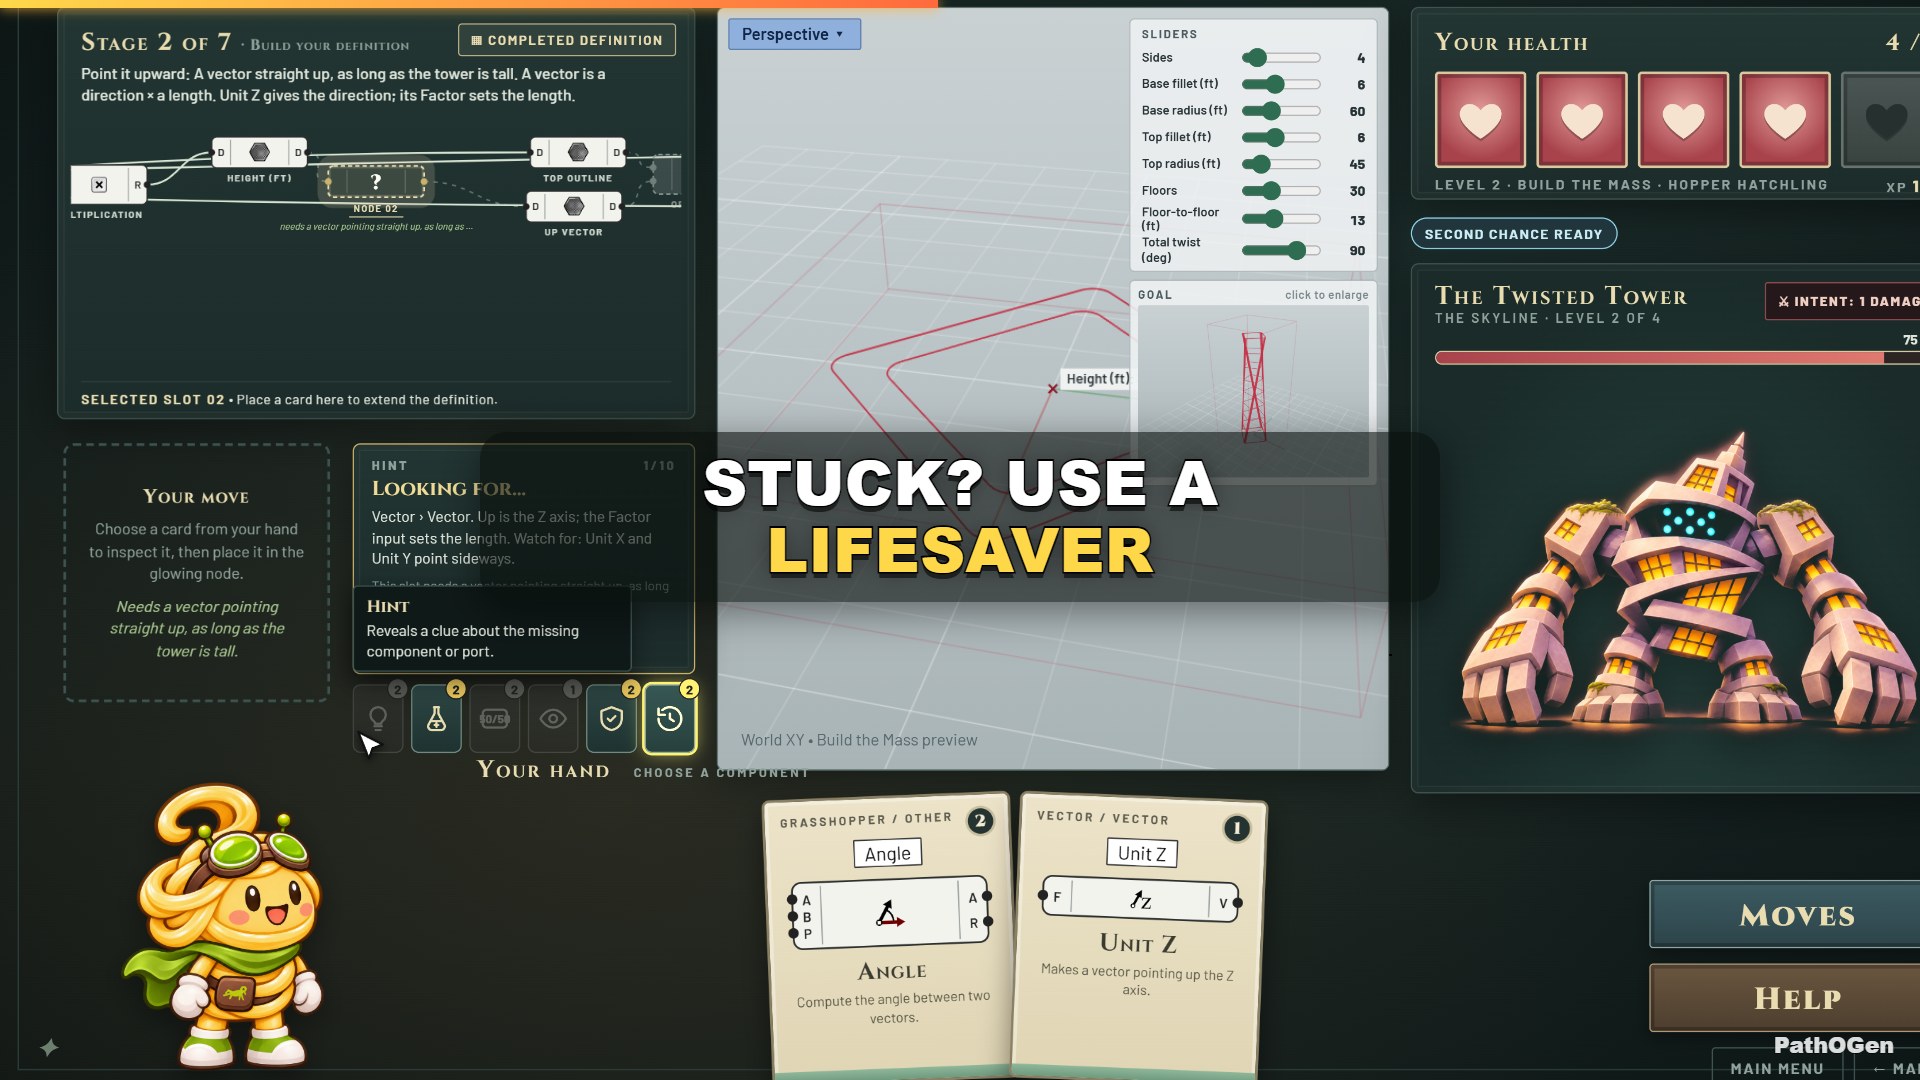 Stage 2 of 7 · Build your definition
COMPLETED DEFINITION
Point it upward: A vector straight up, as long as the tower is tall. A vector is a
direction × a length. Unit Z gives the direction; its Factor sets the length.
R
LTIPLICATION
D D
HEIGHT (FT)
?
NODE 02
needs a vector pointing straight up, as long as ...
D D
TOP OUTLINE
D D
UP VECTOR
SELECTED SLOT 02 • Place a card here to extend the definition.
Your move
Choose a card from your hand
to inspect it, then place it in the
glowing node.
Needs a vector pointing
straight up, as long as the
tower is tall.
HINT 1/10
Looking for...
Vector › Vector. Up is the Z axis; the Factor
input sets the length. Watch for: Unit X and
Unit Y point sideways.
This slot needs a vector pointing straight up, as long
Hint
Reveals a clue about the missing
component or port.
2 2 2 1 2 2
50/50
Your hand CHOOSE A COMPONENT
Perspective ▾
SLIDERS
Sides 4
Base fillet (ft) 6
Base radius (ft) 60
Top fillet (ft) 6
Top radius (ft) 45
Floors 30
Floor-to-floor
(ft) 13
Total twist
(deg) 90
GOAL click to enlarge
Height (ft)
STUCK? USE A
LIFESAVER
World XY • Build the Mass preview
GRASSHOPPER / OTHER 2
Angle
A
B
P
A
R
Angle
Compute the angle between two
vectors.
VECTOR / VECTOR 1
Unit Z
F Z V
Unit Z
Makes a vector pointing up the Z
axis.
Your health 4 /
LEVEL 2 · BUILD THE MASS · HOPPER HATCHLING XP 1
SECOND CHANCE READY
The Twisted Tower
THE SKYLINE · LEVEL 2 OF 4
INTENT: 1 DAMAG
75
Moves
Help
PathOGen
MAIN MENU
← MA